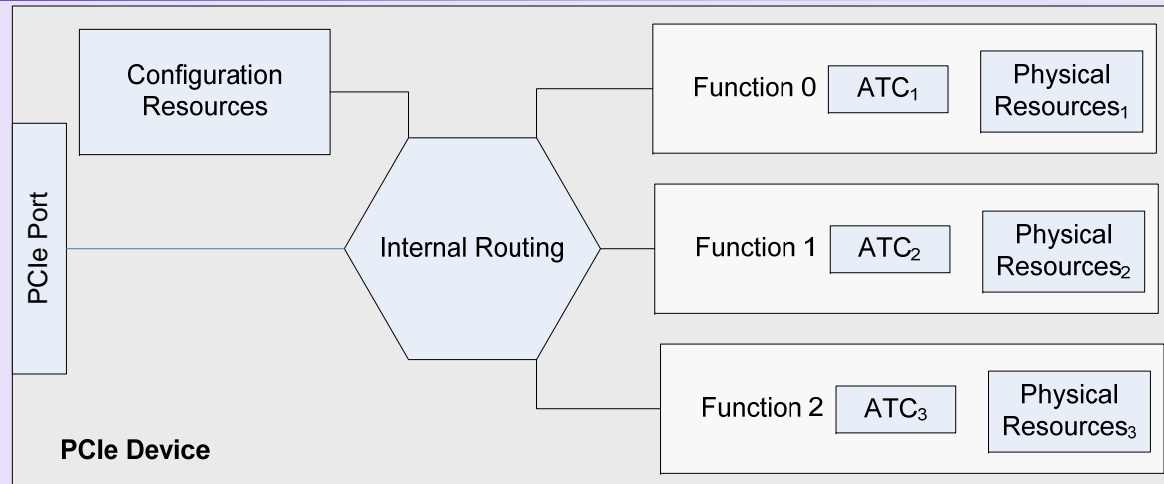 Configuration
Resources
PCIe Port
Internal Routing
Function 0
ATC₁
Physical
Resources₁
Function 1
ATC₂
Physical
Resources₂
Function 2
ATC₃
Physical
Resources₃
PCIe Device